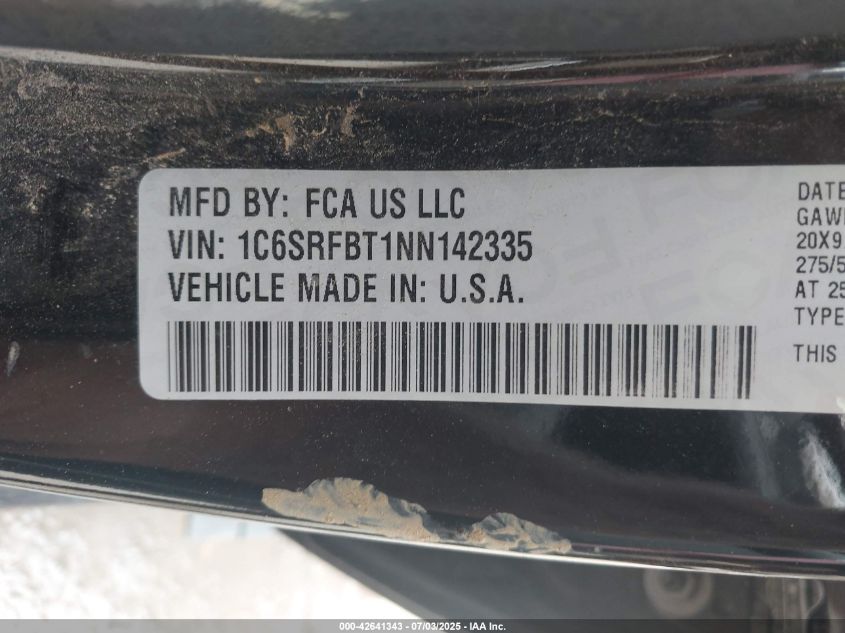 MFD BY: FCA US LLC
VIN: 1C6SRFBT1NN142335
VEHICLE MADE IN: U.S.A.
DATE
GAW
20X9
275/5
AT 25
TYPE
THIS
000-42641343 - 07/03/2025 - IAA Inc.